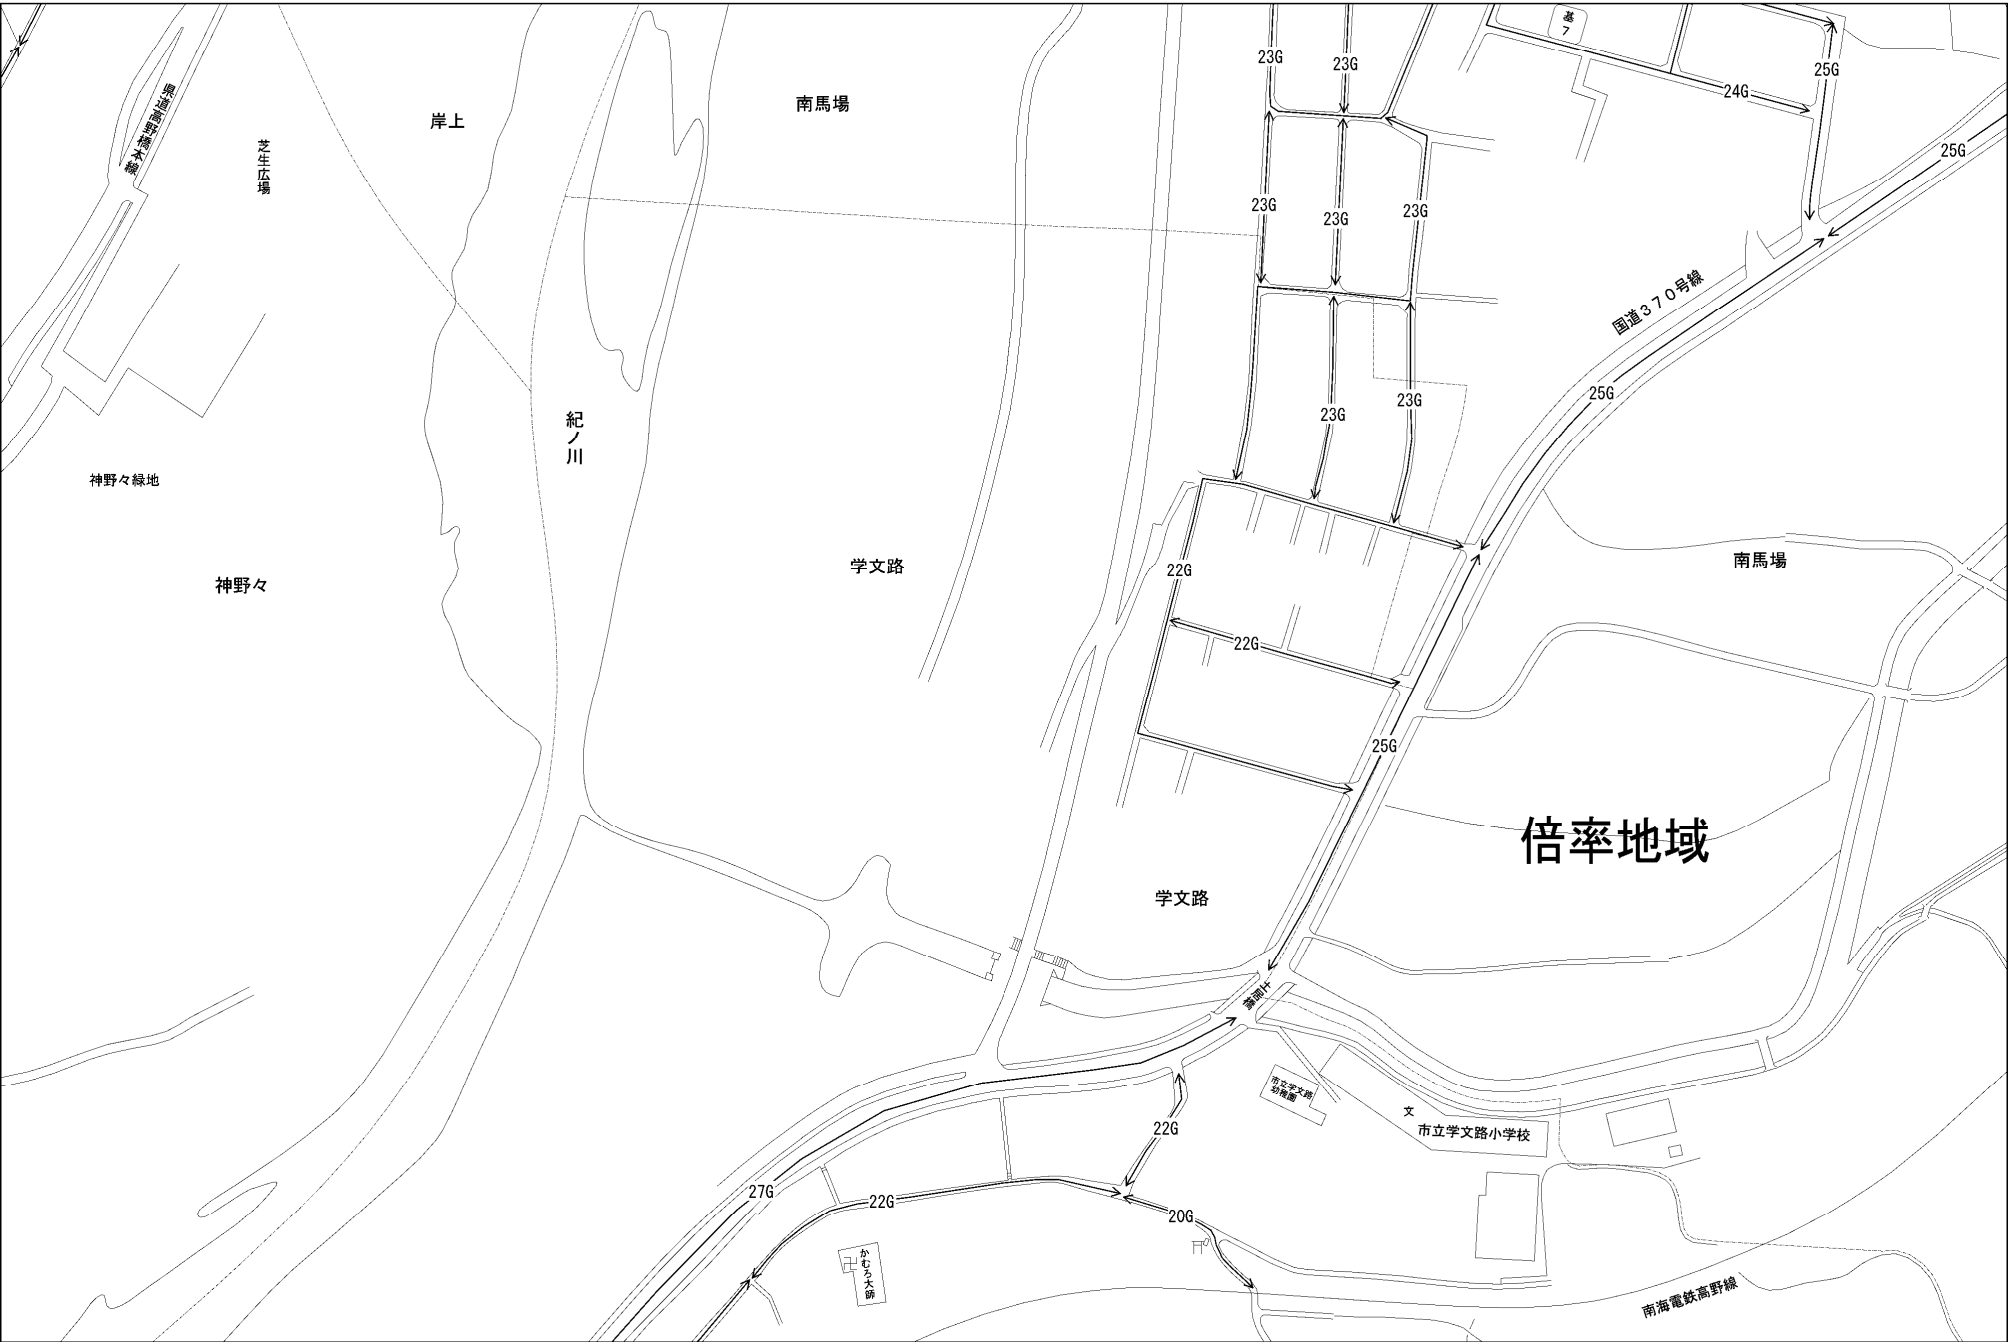 基
7
23G
23G
25G
24G
県道高野橋本線
南馬場
岸上
芝生広場
25G
23G
23G
23G
国道370号線
25G
23G
23G
紀ノ川
神野々緑地
南馬場
学文路
22G
神野々
22G
25G
倍率地域
学文路
土居橋
市立学文路
幼稚園
文
市立学文路小学校
22G
27G
22G
20G
卍
かむろ大師
南海電鉄高野線